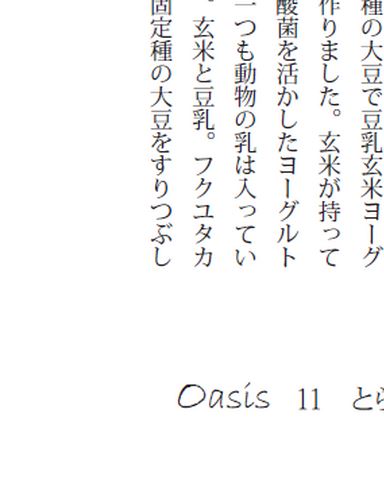 種の大豆で豆乳玄米ヨーグ
作りました。玄米が持って
酸菌を活かしたヨーグルト
一つも動物の乳は入ってい
。玄米と豆乳。フクユタカ
固定種の大豆をすりつぶし
Oasis 11 とら